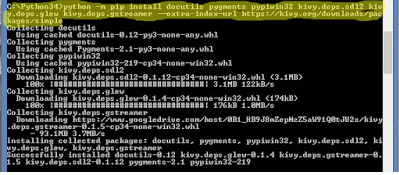 C:\Python34>python -m pip install docutils pygments pypiwin32 kivy.deps.sdl2 kiv
y.deps.glew kivy.deps.gstreamer --extra-index-url https://kivy.org/downloads/pac
kages/simple
Collecting docutils
Using cached docutils-0.12-py3-none-any.whl
Collecting pygments
Using cached Pygments-2.1-py3-none-any.whl
Collecting pypiwin32
Using cached pypiwin32-219-cp34-none-win32.whl
Collecting kivy.deps.sdl2
Downloading kivy.deps.sdl2-0.1.12-cp34-none-win32.whl (3.1MB)
100% 3.1MB 122kB/s
Collecting kivy.deps.glew
Downloading kivy.deps.glew-0.1.4-cp34-none-win32.whl (174kB)
100% 176kB 1.0MB/s
Collecting kivy.deps.gstreamer
Downloading https://www.googledrive.com/host/ ki
vy.deps.gstreamer-0.1.5-cp34-none-win32.whl
- 93.1MB 3.7MB/s
Installing collected packages: docutils, pygments, pypiwin32, kivy.deps.sdl2, ki
vy.deps.glew, kivy.deps.gstreamer
Successfully installed docutils-0.12 kivy.deps.glew-0.1.4 kivy.deps.gstreamer-0.
1.5 kivy.deps.sdl2-0.1.12 pygments-2.1 pypiwin32-219